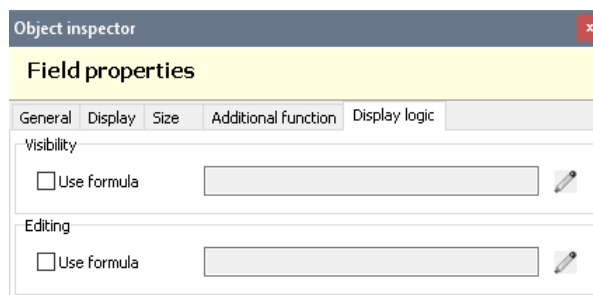 Object inspector
Field properties
General Display Size Additional function Display logic
Visibility
Use formula
Editing
Use formula